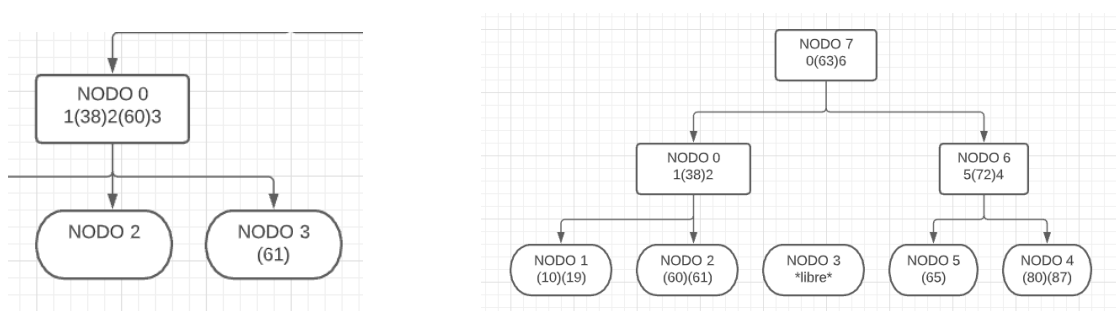 NODO 0
1(38)2(60)3
NODO 2
NODO 3
(61)
NODO 7
0(63)6
NODO 0
1(38)2
NODO 6
5(72)4
NODO 1
(10)(19)
NODO 2
(60)(61)
NODO 3
*libre*
NODO 5
(65)
NODO 4
(80)(87)